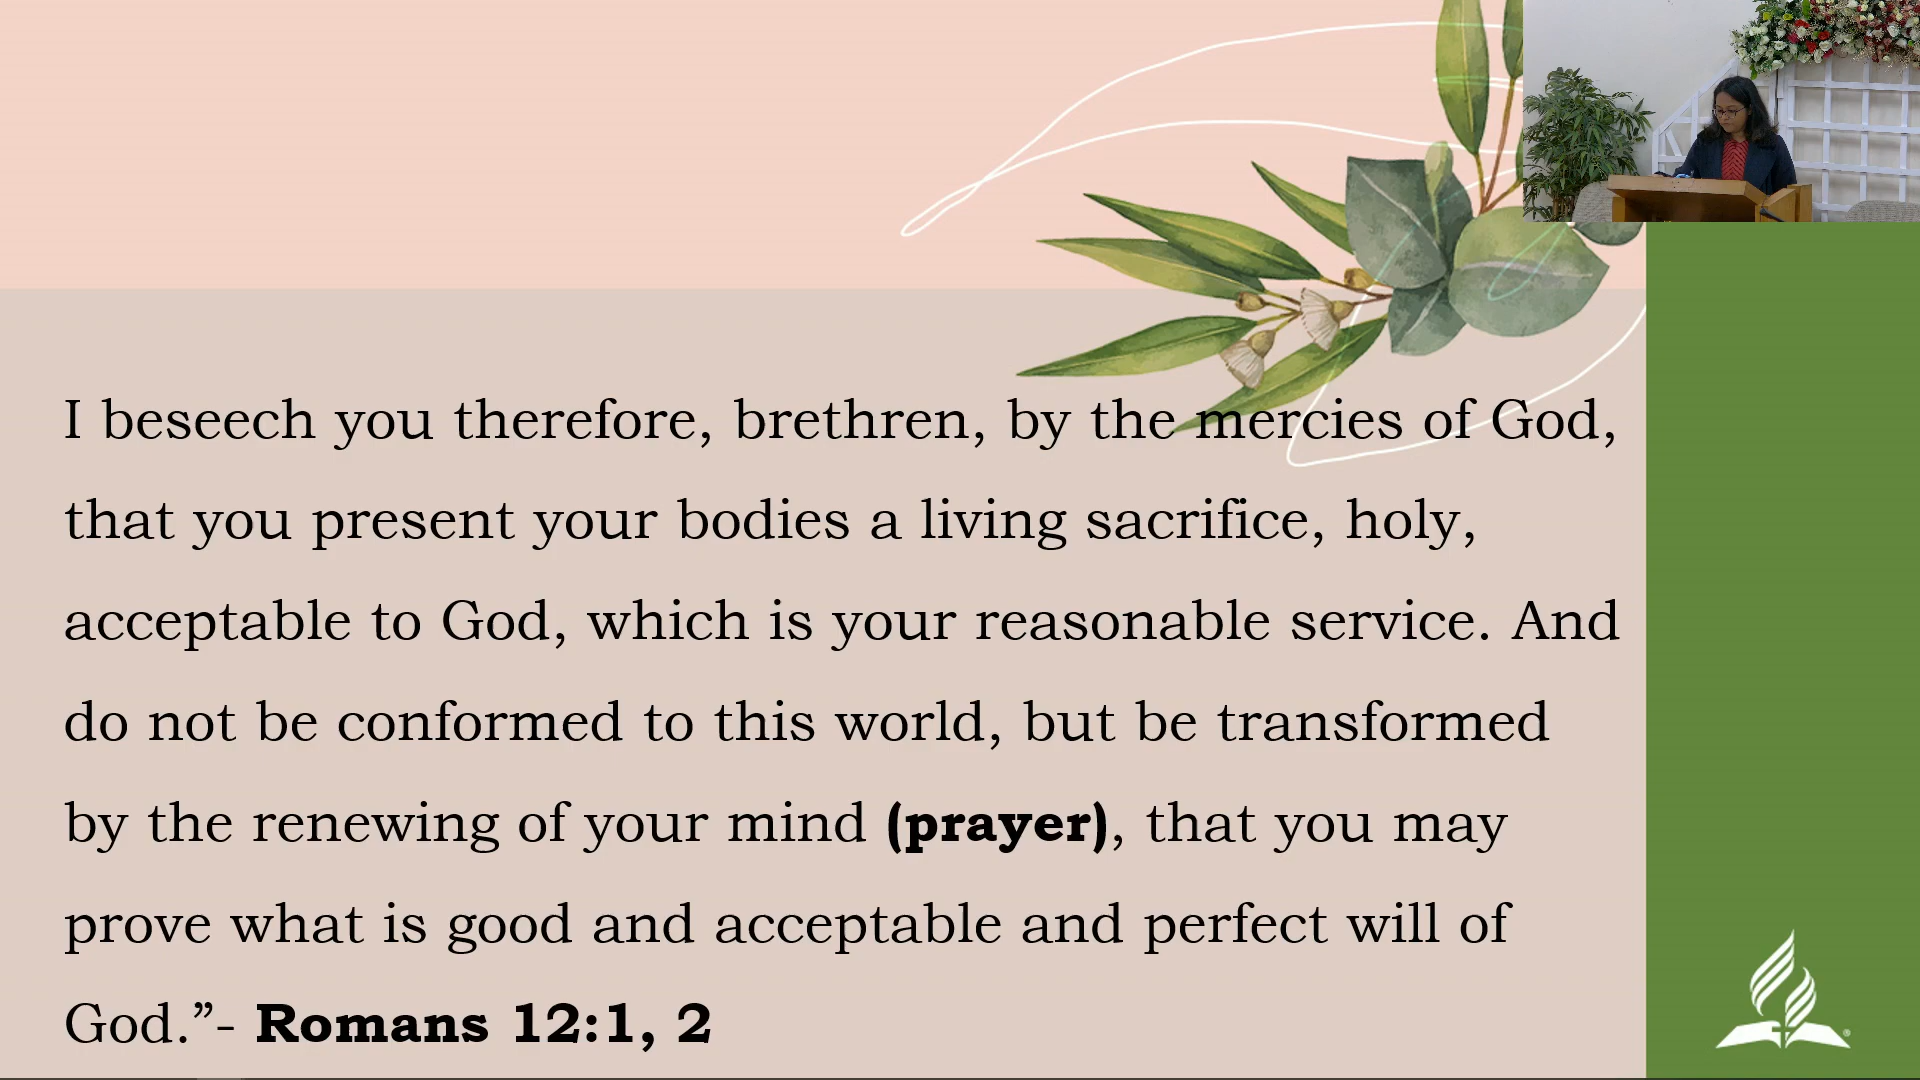 I beseech you therefore, brethren, by the mercies of God,
that you present your bodies a living sacrifice, holy,
acceptable to God, which is your reasonable service. And
do not be conformed to this world, but be transformed
by the renewing of your mind (prayer), that you may
prove what is good and acceptable and perfect will of
God.”- Romans 12:1, 2